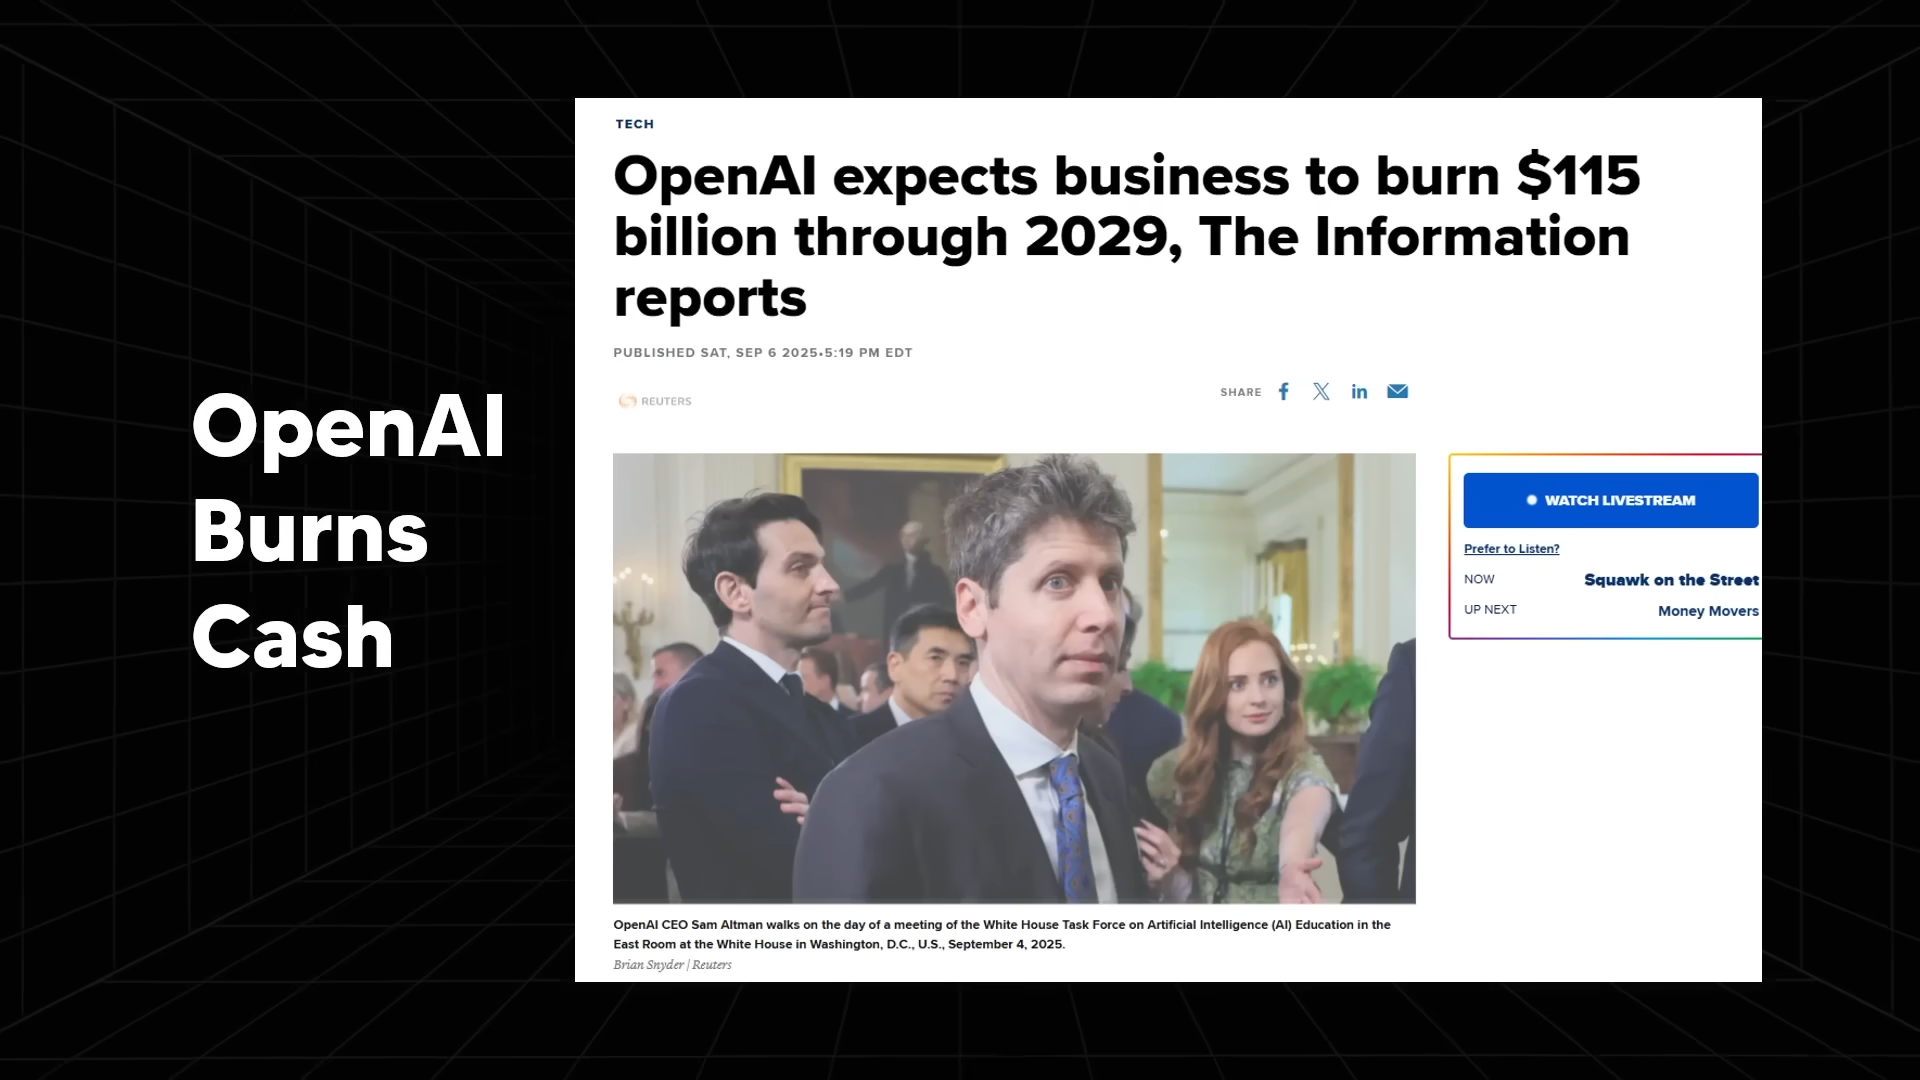 OpenAI
Burns
Cash
TECH
OpenAI expects business to burn $115
billion through 2029, The Information
reports
PUBLISHED SAT, SEP 6 2025•5:19 PM EDT
REUTERS
SHARE
WATCH LIVESTREAM
Prefer to Listen?
NOW Squawk on the Street
UP NEXT Money Movers
OpenAI CEO Sam Altman walks on the day of a meeting of the White House Task Force on Artificial Intelligence (AI) Education in the
East Room at the White House in Washington, D.C., U.S., September 4, 2025.
Brian Snyder | Reuters